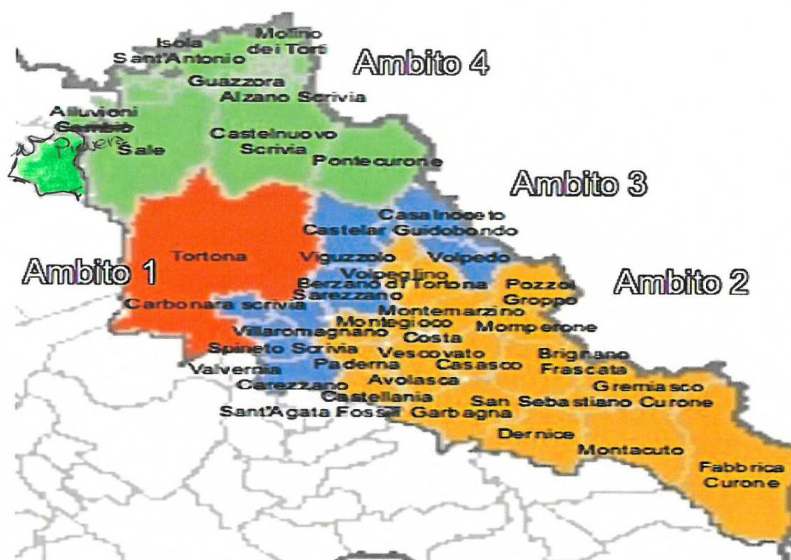 Molino
dei Torti
Isola
Sant'Antonio
Ambito 4
Guazzora
Alzano Scrivia
Alluvioni
Cambiò
Piovera
Sale
Castelnuovo
Scrivia
Pontecurone
Ambito 3
Casalnoceto
Castelar Guidobondo
Tortona
Viguzzolo
Volpedo
Ambito 1
Volpeglino
Berzano di Tortona
Pozzol
Groppo
Ambito 2
Sarezzano
Carbonara scrivia
Montemarzino
Montegioco
Momperone
Villaromagnano
Costa
Vescovato
Spineto Scrivia
Brignano
Frascata
Casasco
Paderna
Valvernia
Avolasca
Gremiasco
Carezzano
Castellania
San Sebastiano Curone
Sant'Agata Fossili
Garbagna
Dernice
Montacuto
Fabbrica
Curone